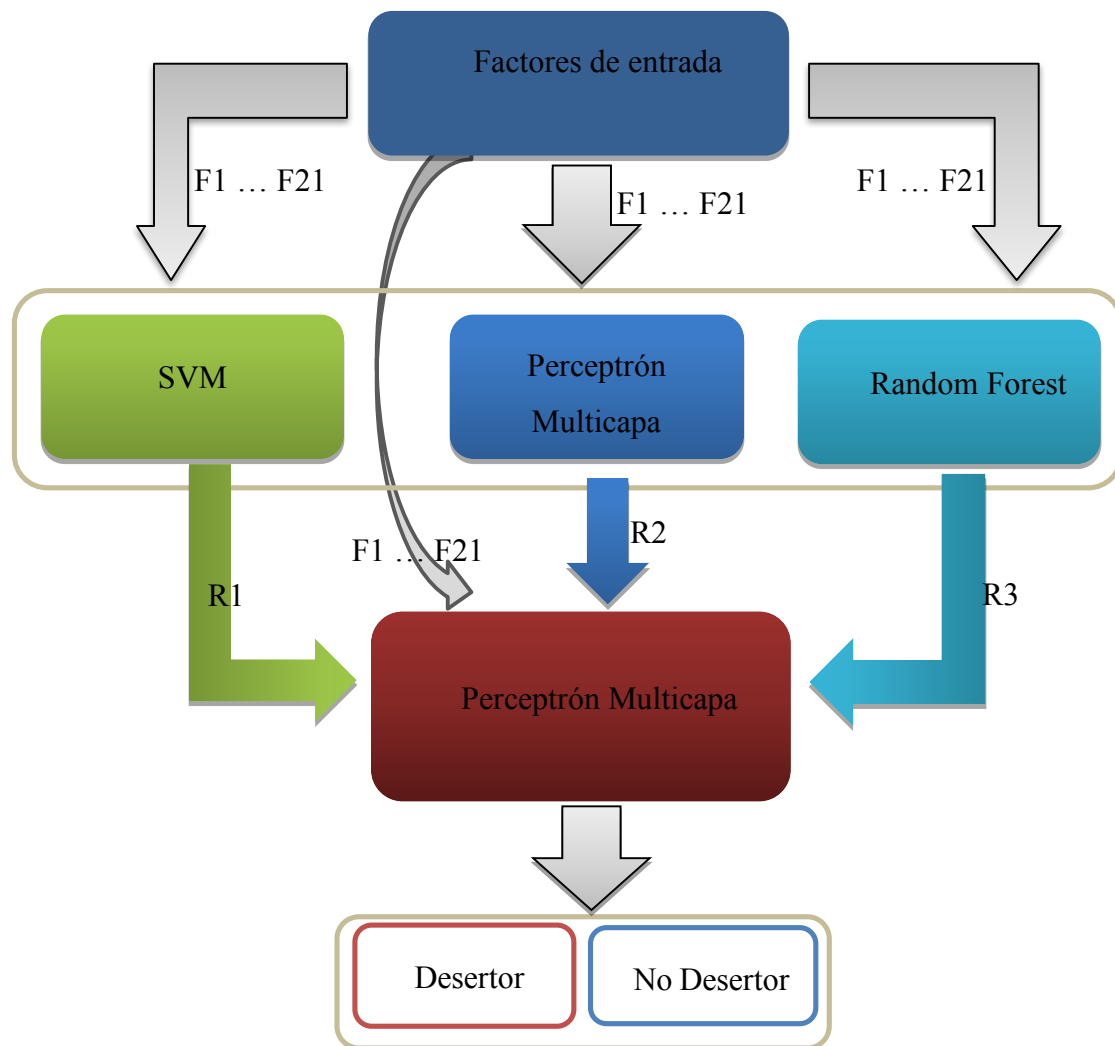 Factores de entrada
F1 … F21
F1 … F21
F1 … F21
SVM
Perceptrón
Multicapa
Random Forest
F1 … F21
R2
R1
R3
Perceptrón Multicapa
Desertor
No Desertor